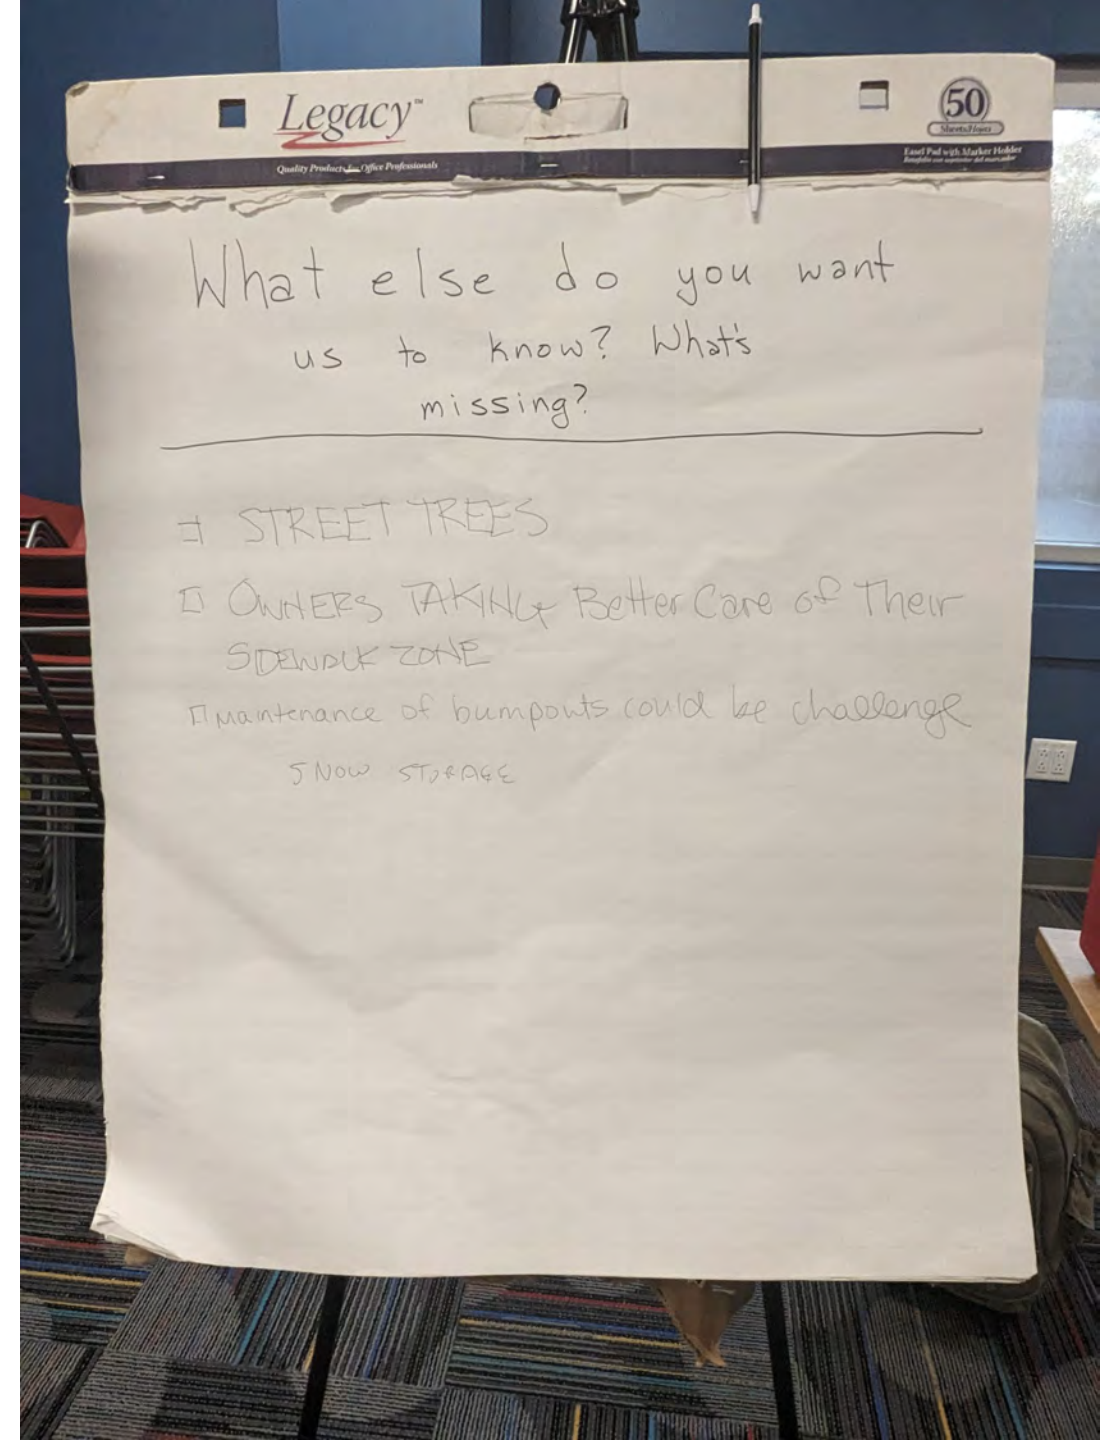 Legacy™
50
Sheets/Hojas
Quality Products for Office Professionals
Easel Pad with Marker Holder
What else do you want
us to know? What's
missing?
STREET TREES
OWNERS TAKING Better Care of Their
SIDEWALK ZONE
maintenance of bumpouts could be challenge
SNOW STORAGE